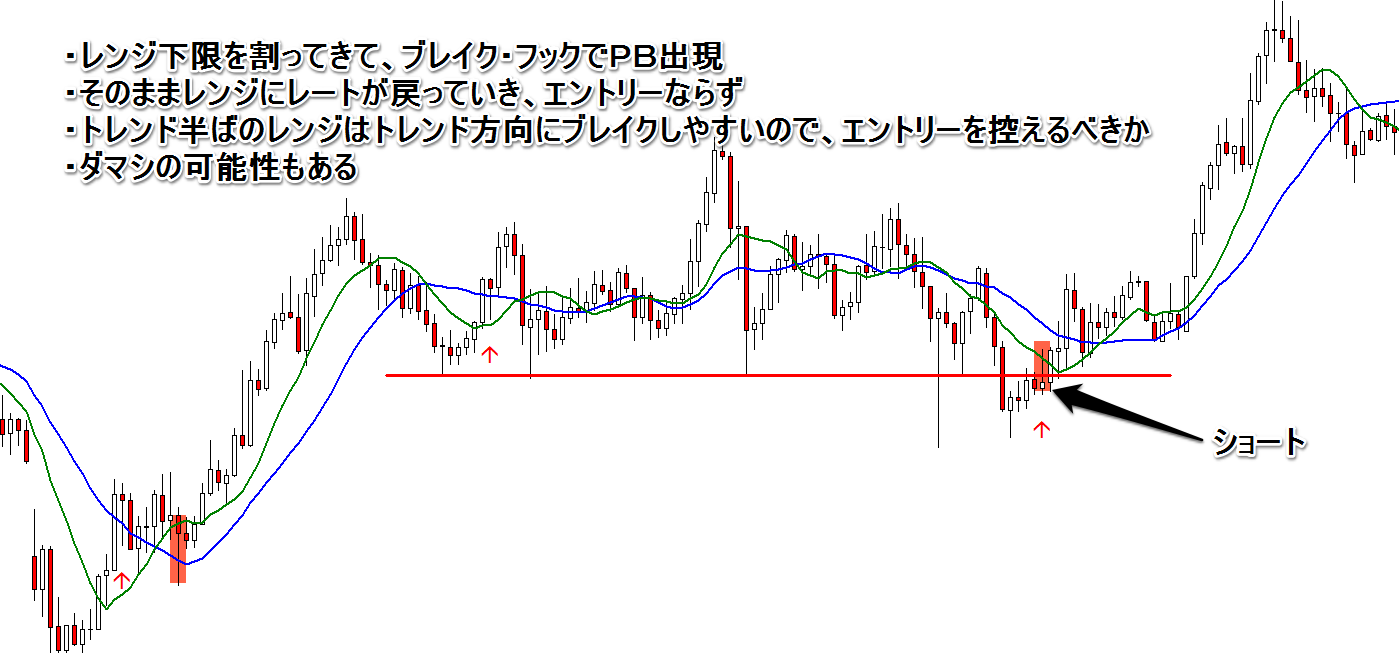 ・レンジ下限を割ってきて、ブレイク・フックでPB出現
・そのままレンジにレートが戻っていき、エントリーならず
・トレンド半ばのレンジはトレンド方向にブレイクしやすいので、エントリーを控えるべきか
・ダマシの可能性もある
ショート